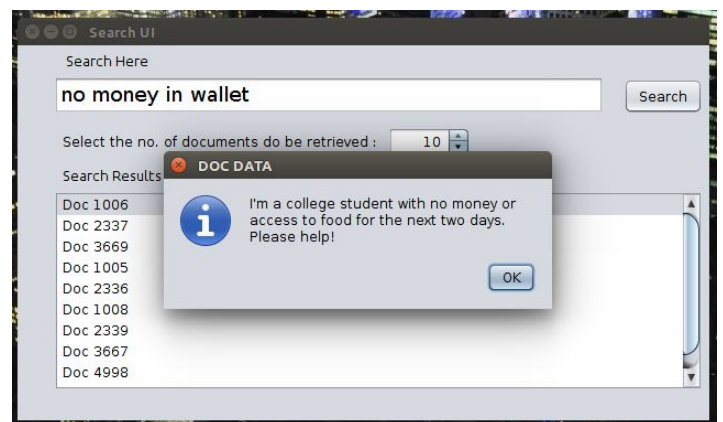 Search UI
Search Here
no money in wallet
Search
Select the no. of documents do be retrieved :
10
Search Results
DOC DATA
I'm a college student with no money or
access to food for the next two days.
Please help!
OK
Doc 1006
Doc 2337
Doc 3669
Doc 1005
Doc 2336
Doc 1008
Doc 2339
Doc 3667
Doc 4998